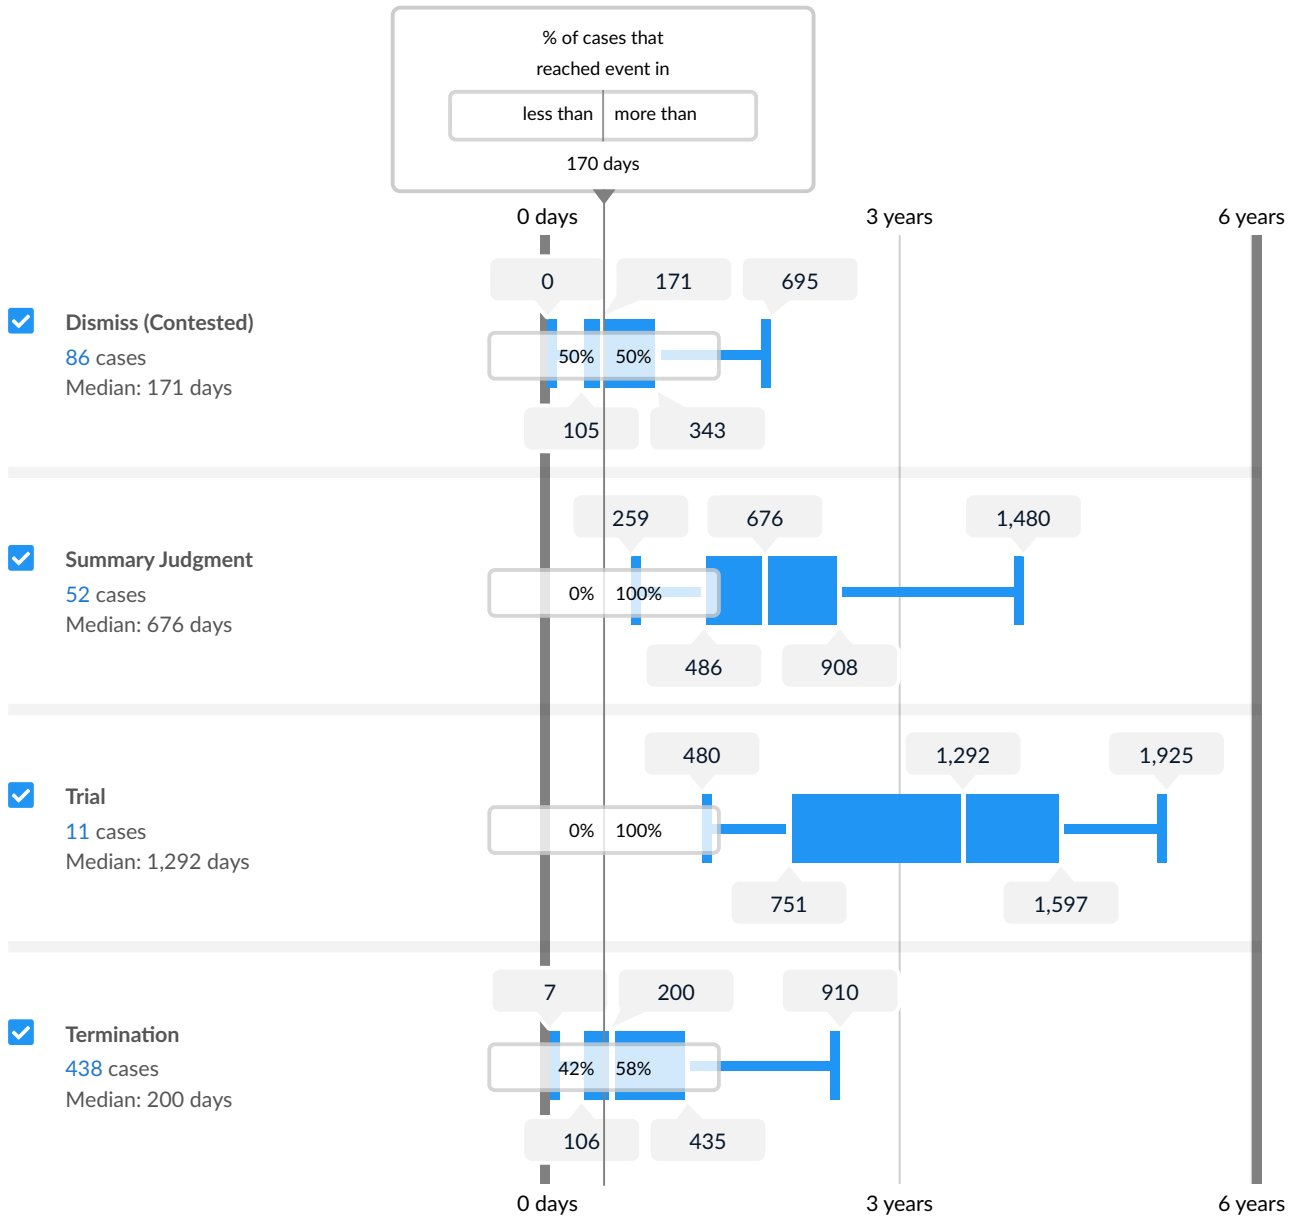 % of cases that
reached event in
less than more than
170 days
0 days 3 years 6 years
0 171 695
Dismiss (Contested)
86 cases
50% 50%
Median: 171 days
105 343
259 676 1,480
Summary Judgment
52 cases
0% 100%
Median: 676 days
486 908
480 1,292 1,925
Trial
11 cases
0% 100%
Median: 1,292 days
751 1,597
7 200 910
Termination
438 cases
42% 58%
Median: 200 days
106 435
0 days 3 years 6 years